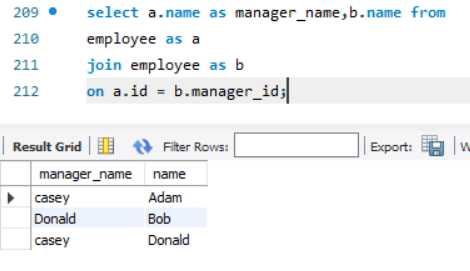 209 select a.name as manager_name,b.name from
210 employee as a
211 join employee as b
212 on a.id = b.manager_id;
Result Grid Filter Rows: Export: W
manager_name name
casey Adam
Donald Bob
casey Donald